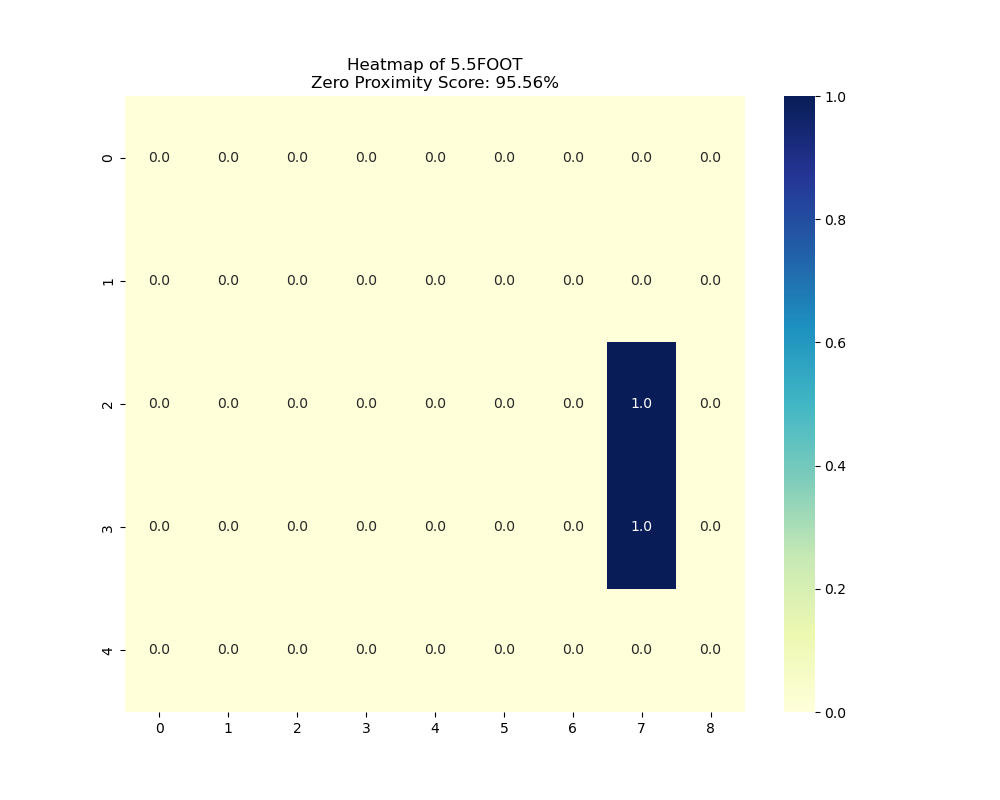 Heatmap of 5.5FOOT
Zero Proximity Score: 95.56%
0 0.0 0.0 0.0 0.0 0.0 0.0 0.0 0.0 0.0
1 0.0 0.0 0.0 0.0 0.0 0.0 0.0 0.0 0.0
2 0.0 0.0 0.0 0.0 0.0 0.0 0.0 1.0 0.0
3 0.0 0.0 0.0 0.0 0.0 0.0 0.0 1.0 0.0
4 0.0 0.0 0.0 0.0 0.0 0.0 0.0 0.0 0.0
0 1 2 3 4 5 6 7 8
1.0
0.8
0.6
0.4
0.2
0.0